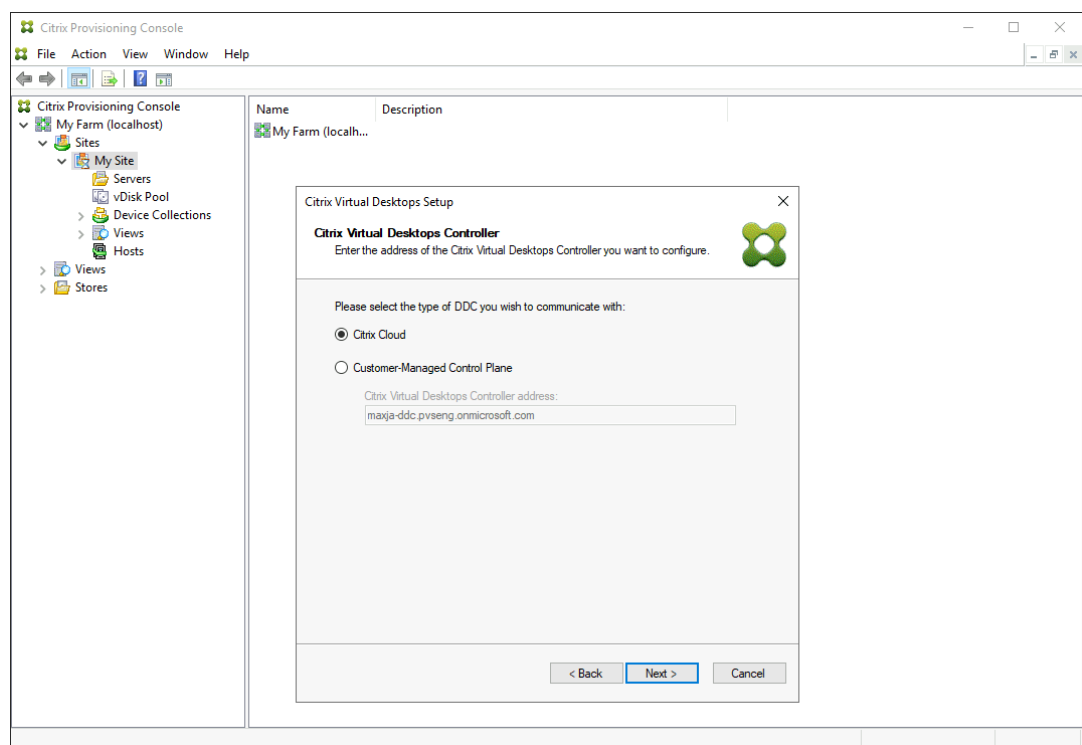 Citrix Provisioning Console
File Action View Window Help
Citrix Provisioning Console
My Farm (localhost)
Sites
My Site
Servers
vDisk Pool
Device Collections
Views
Hosts
Views
Stores
Name Description
My Farm (localh...
Citrix Virtual Desktops Setup
Citrix Virtual Desktops Controller
Enter the address of the Citrix Virtual Desktops Controller you want to configure.
Please select the type of DDC you wish to communicate with:
Citrix Cloud
Customer-Managed Control Plane
Citrix Virtual Desktops Controller address:
maxja-ddc.pvseng.onmicrosoft.com
< Back Next > Cancel